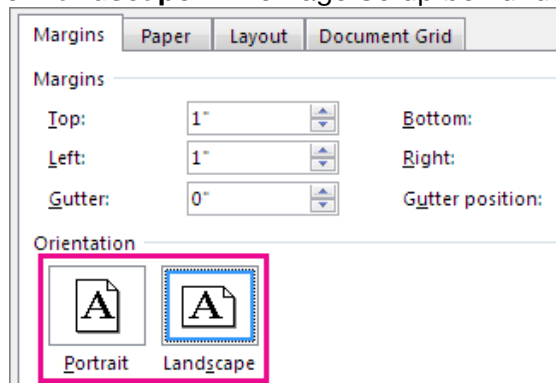 Margins Paper Layout Document Grid
Margins
Top: 1" Bottom:
Left: 1" Right:
Gutter: 0" Gutter position:
Orientation
A A
Portrait Landscape